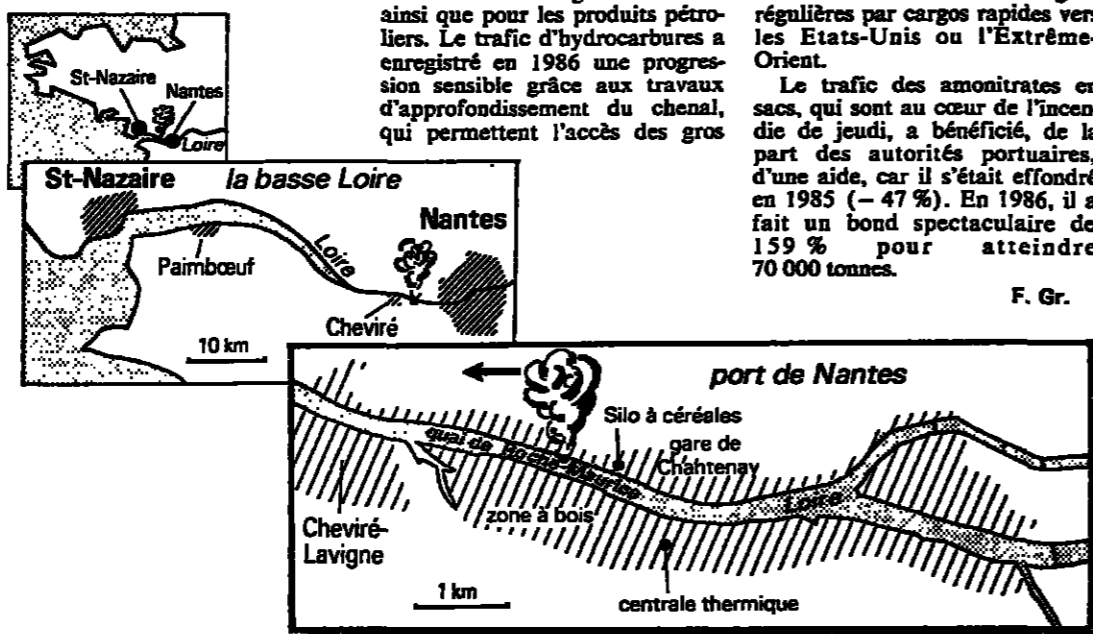 ainsi que pour les produits pétro-
liers. Le trafic d'hydrocarbures a
enregistré en 1986 une progres-
sion sensible grâce aux travaux
d'approfondissement du chenal,
qui permettent l'accès des gros
régulières par cargos rapides vers
les Etats-Unis ou l'Extrême-
Orient.
Le trafic des amonitrates en
sacs, qui sont au cœur de l'incen
die de jeudi, a bénéficié, de la
part des autorités portuaires,
d'une aide, car il s'était effondré
en 1985 (– 47 %). En 1986, il a
fait un bond spectaculaire de
159 % pour atteindre
70 000 tonnes.
F. Gr.
St-Nazaire
Nantes
Loire
St-Nazaire
la basse Loire
Nantes
Loire
Paimbœuf
Cheviré
10 km
port de Nantes
Silo à céréales
gare de
Chahtenay
quai de Roche-Maurice
Loire
zone à bois
Cheviré-
Lavigne
1 km
centrale thermique